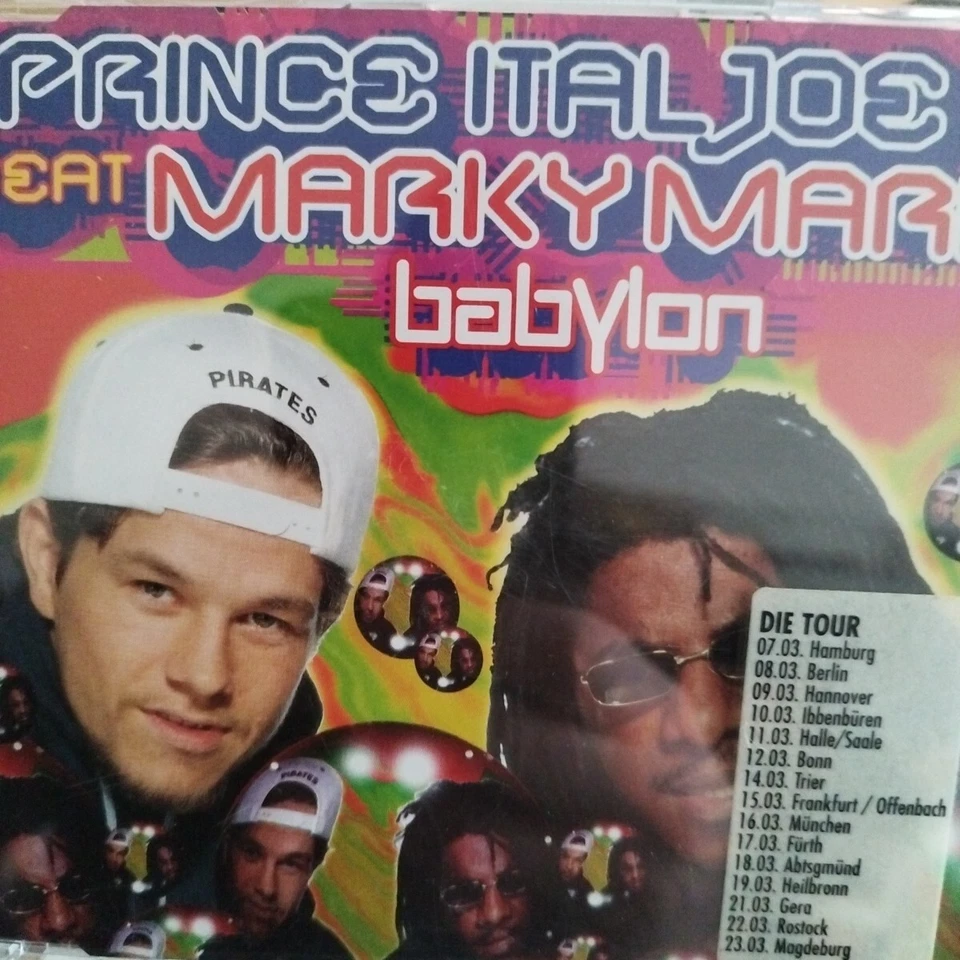 PRINCE ITAL JOE
EAT MARKY MAR
babylon
PIRATES
DIE TOUR
07.03. Hamburg
08.03. Berlin
09.03. Hannover
10.03. Ibbenbüren
11.03. Halle/Saale
12.03. Bonn
14.03. Trier
15.03. Frankfurt / Offenbach
16.03. München
17.03. Fürth
18.03. Abtsgmünd
19.03. Heilbronn
21.03. Gera
22.03. Rostock
23.03. Magdeburg
PIRATES